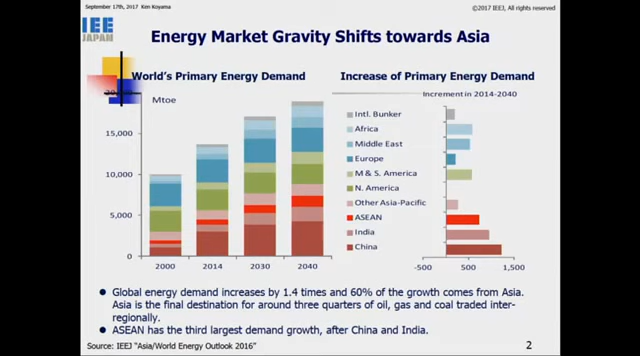 September 17th, 2017 Ken Koyama
©2017 IEEJ, All rights reserved
IEE
JAPAN
Energy Market Gravity Shifts towards Asia
World's Primary Energy Demand
Increase of Primary Energy Demand
20,000
Mtoe
Increment in 2014-2040
15,000
10,000
5,000
0
2000
2014
2030
2040
Intl. Bunker
Africa
Middle East
Europe
M & S. America
N. America
Other Asia-Pacific
ASEAN
India
China
-500
500
1,500
• Global energy demand increases by 1.4 times and 60% of the growth comes from Asia.
Asia is the final destination for around three quarters of oil, gas and coal traded inter-
regionally.
• ASEAN has the third largest demand growth, after China and India.
Source: IEEJ "Asia/World Energy Outlook 2016"
2